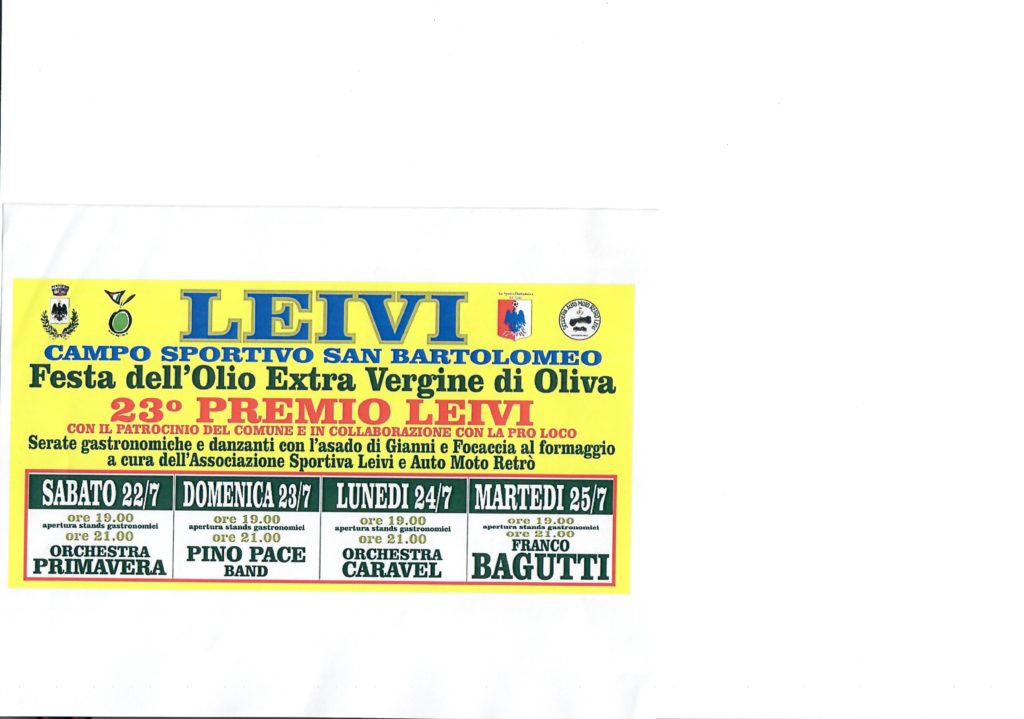 LEIVI
CAMPO SPORTIVO SAN BARTOLOMEO
Festa dell'Olio Extra Vergine di Oliva
23º PREMIO LEIVI
CON IL PATROCINIO DEL COMUNE E IN COLLABORAZIONE CON LA PRO LOCO
Serate gastronomiche e danzanti con l'asado di Gianni e Focaccia al formaggio
a cura dell'Associazione Sportiva Leivi e Auto Moto Retrò
SABATO 22/7
ore 19.00
apertura stands gastronomici
ore 21.00
ORCHESTRA
PRIMAVERA
DOMENICA 23/7
ore 19.00
apertura stands gastronomici
ore 21.00
PINO PACE
BAND
LUNEDI 24/7
ore 19.00
apertura stands gastronomici
ore 21.00
ORCHESTRA
CARAVEL
MARTEDI 25/7
ore 19.00
apertura stands gastronomici
ore 21.00
FRANCO
BAGUTTI